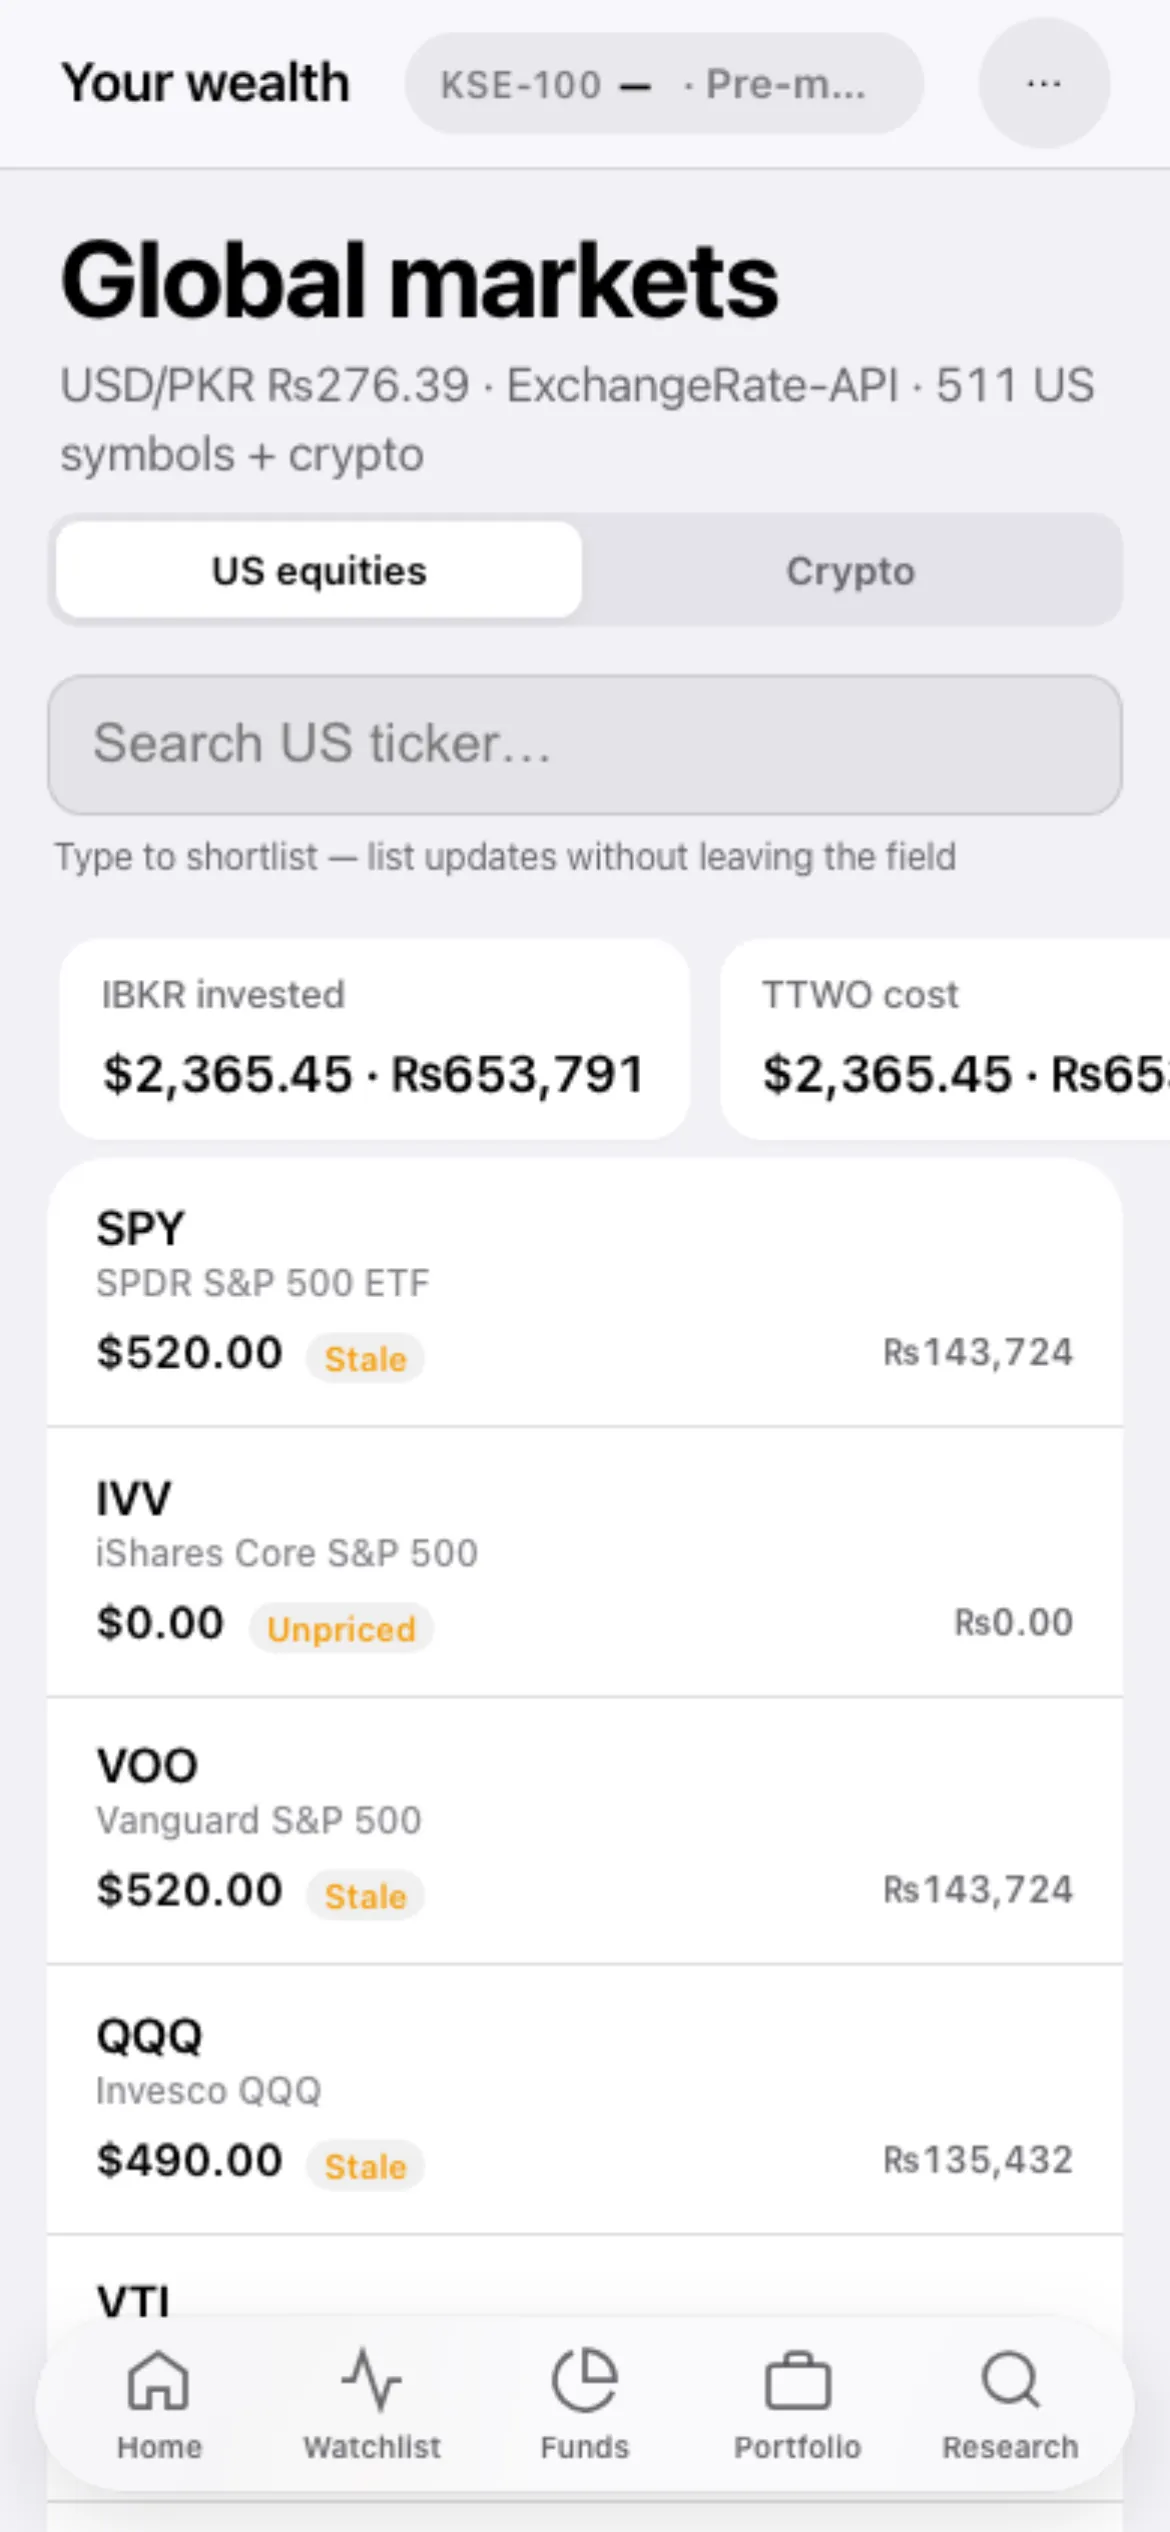 Your wealth
KSE-100 — · Pre-m...
...
Global markets
USD/PKR Rs276.39 · ExchangeRate-API · 511 US
symbols + crypto
US equities
Crypto
Search US ticker...
Type to shortlist — list updates without leaving the field
IBKR invested
$2,365.45 · Rs653,791
TTWO cost
$2,365.45 · Rs65
SPY
SPDR S&P 500 ETF
$520.00 Stale Rs143,724
IVV
iShares Core S&P 500
$0.00 Unpriced Rs0.00
VOO
Vanguard S&P 500
$520.00 Stale Rs143,724
QQQ
Invesco QQQ
$490.00 Stale Rs135,432
VTI
Home
Watchlist
Funds
Portfolio
Research